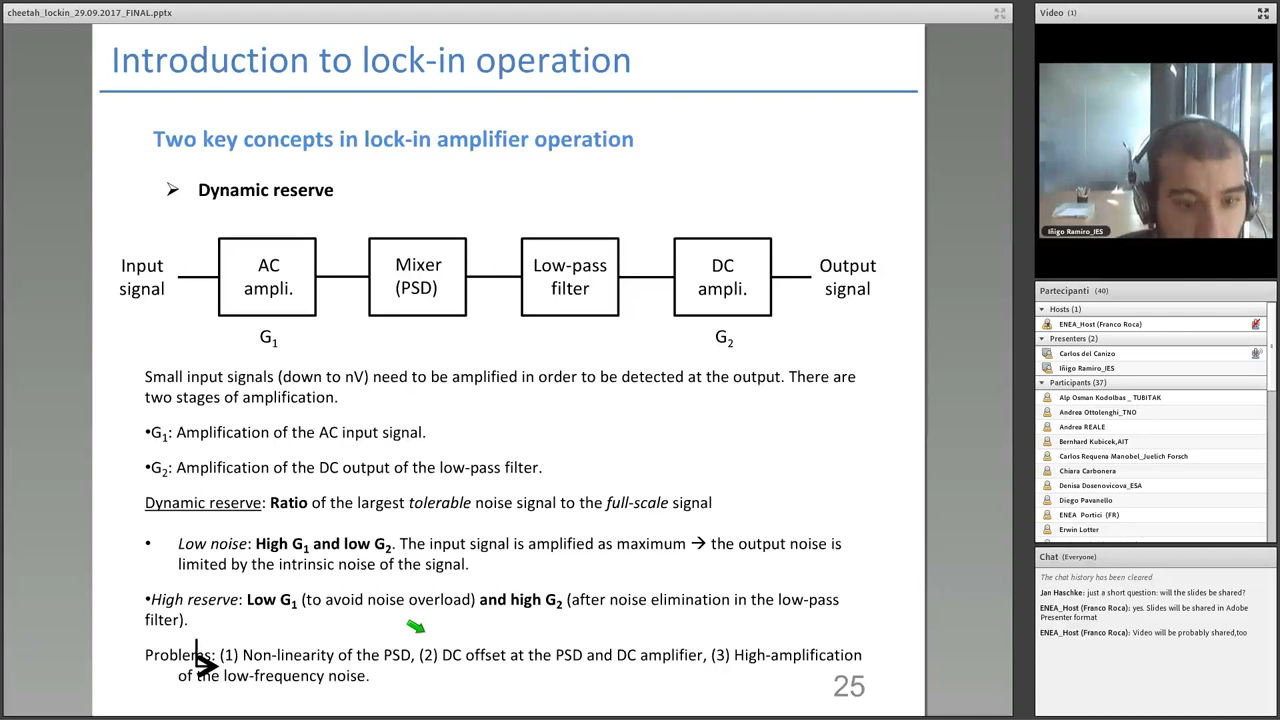 cheetah_lockin_29.09.2017_FINAL.pptx
Introduction to lock-in operation
Two key concepts in lock-in amplifier operation
➢ Dynamic reserve
Input signal
AC ampli.
Mixer (PSD)
Low-pass filter
DC ampli.
Output signal
G1
G2
Small input signals (down to nV) need to be amplified in order to be detected at the output. There are
two stages of amplification.
•G1: Amplification of the AC input signal.
•G2: Amplification of the DC output of the low-pass filter.
Dynamic reserve: Ratio of the largest tolerable noise signal to the full-scale signal
• Low noise: High G1 and low G2. The input signal is amplified as maximum → the output noise is
limited by the intrinsic noise of the signal.
•High reserve: Low G1 (to avoid noise overload) and high G2 (after noise elimination in the low-pass
filter).
Problems: (1) Non-linearity of the PSD, (2) DC offset at the PSD and DC amplifier, (3) High-amplification
of the low-frequency noise.
25
Video (1)
Iñigo Ramiro_IES
Partecipanti (40)
Hosts (1)
ENEA_Host (Franco Roca)
Presenters (2)
Carlos del Canizo
Iñigo Ramiro_IES
Participants (37)
Alp Osman Kodolbas _ TUBITAK
Andrea Ottolenghi_TNO
Andrea REALE
Bernhard Kubicek,AIT
Carlos Requena Manobel_Juelich Forsch
Chiara Carbonera
Denisa Dosenovicova_ESA
Diego Pavanello
ENEA Portici (FR)
Erwin Lotter
Chat (Everyone)
The chat history has been cleared
Jan Haschke: just a short question: will the slides be shared?
ENEA_Host (Franco Roca): yes. Slides will be shared in Adobe
Presenter format
ENEA_Host (Franco Roca): Video will be probably shared,too